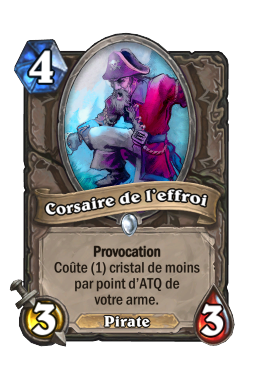 4
Corsaire de l'effroi
Provocation
Coûte (1) cristal de moins
par point d'ATQ de
votre arme.
3
Pirate
3